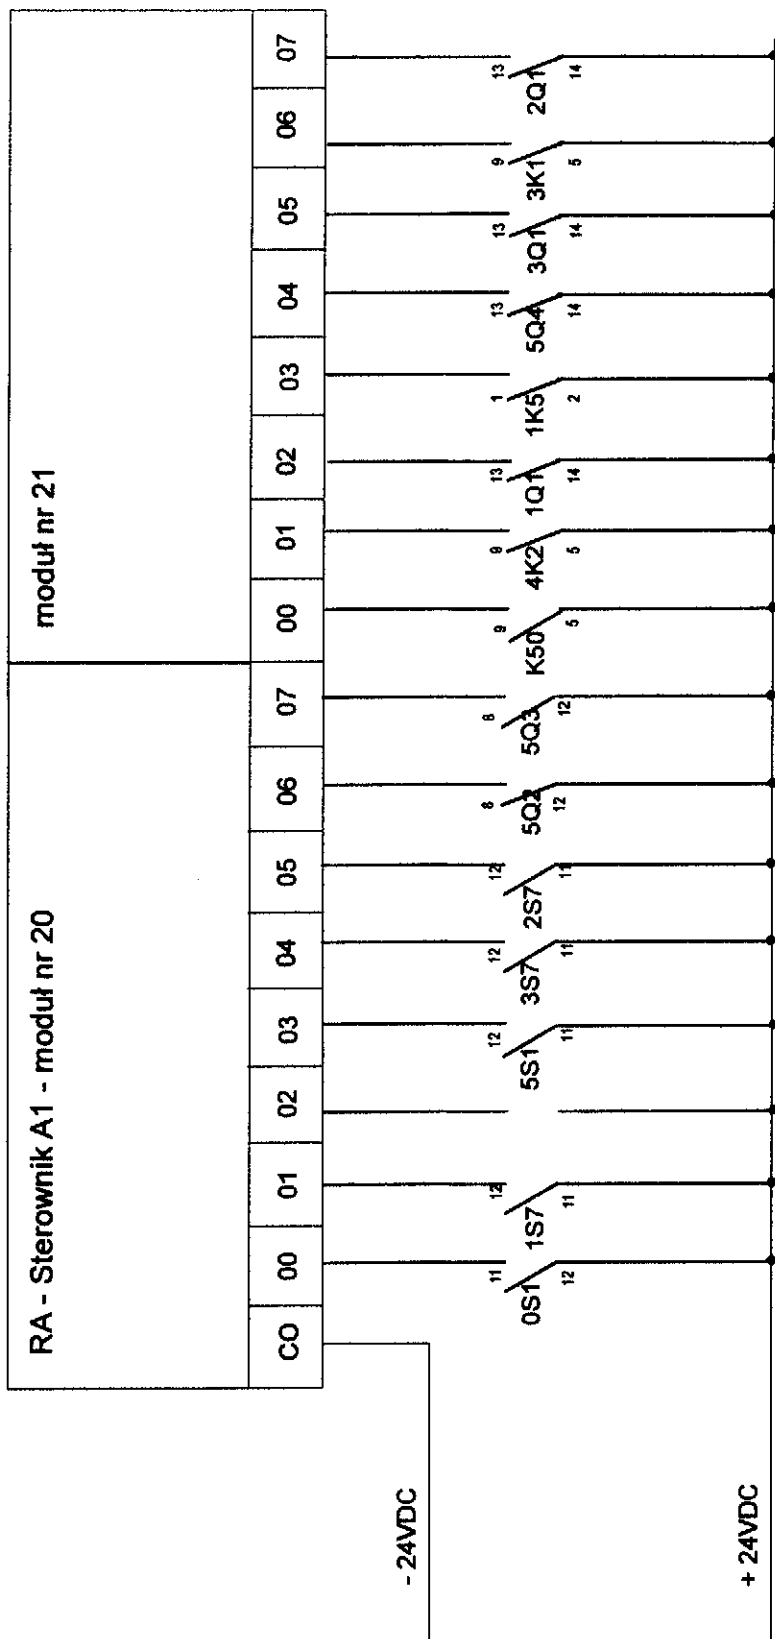 RA - Sterownik A1 - moduł nr 20
moduł nr 21
CO 00 01 02 03 04 05 06 07 00 01 02 03 04 05 06 07
11 12 12 12 12 8 8 9 9 13 1 13 13 9 13
0S1 1S7 5S1 3S7 2S7 5Q2 5Q3 K50 4K2 1Q1 1K5 5Q4 3Q1 3K1 2Q1
12 11 11 11 11 12 12 5 5 14 2 14 14 5 14
- 24VDC
+ 24VDC